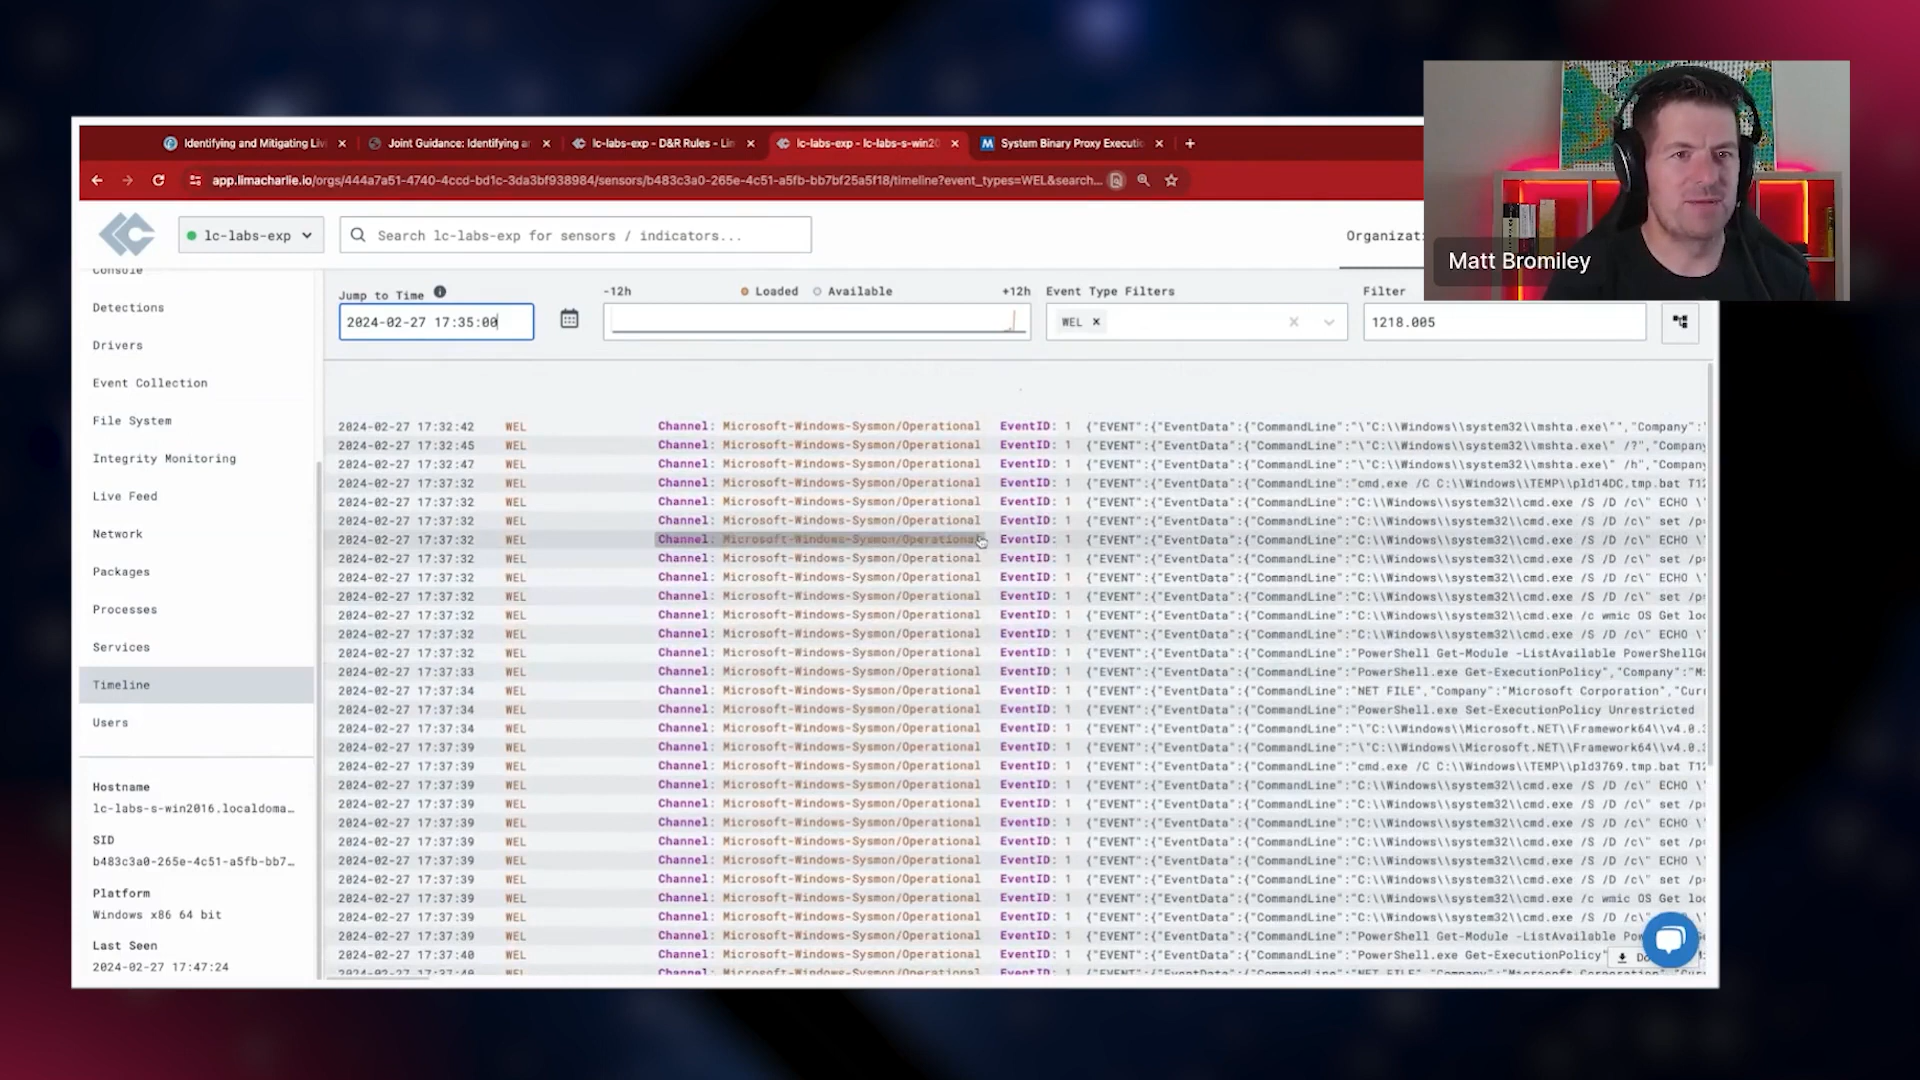 Identifying and Mitigating Livi
Joint Guidance: Identifying ar
lc-labs-exp - D&R Rules - Lim
lc-labs-exp - lc-labs-s-win20
System Binary Proxy Executio
app.limacharlie.io/orgs/444a7a51-4740-4ccd-bd1c-3da3bf938984/sensors/b483c3a0-265e-4c51-a5fb-bb7bf25a5f18/timeline?event_types=WEL&search...
lc-labs-exp
Search lc-labs-exp for sensors / indicators...
Organizati
Matt Bromiley
Console
Detections
Drivers
Event Collection
File System
Integrity Monitoring
Live Feed
Network
Packages
Processes
Services
Timeline
Users
Hostname
lc-labs-s-win2016.localdoma...
SID
b483c3a0-265e-4c51-a5fb-bb7...
Platform
Windows x86 64 bit
Last Seen
2024-02-27 17:47:24
Jump to Time
-12h Loaded Available +12h
Event Type Filters
Filter
2024-02-27 17:35:00
WEL
1218.005
2024-02-27 17:32:42 WEL Channel: Microsoft-Windows-Sysmon/Operational EventID: 1 {"EVENT":{"EventData":{"CommandLine":"\"C:\\Windows\\system32\\mshta.exe\"","Company":"
2024-02-27 17:32:45 WEL Channel: Microsoft-Windows-Sysmon/Operational EventID: 1 {"EVENT":{"EventData":{"CommandLine":"\"C:\\Windows\\system32\\mshta.exe\" /?","Company
2024-02-27 17:32:47 WEL Channel: Microsoft-Windows-Sysmon/Operational EventID: 1 {"EVENT":{"EventData":{"CommandLine":"\"C:\\Windows\\system32\\mshta.exe\" /h","Company
2024-02-27 17:37:32 WEL Channel: Microsoft-Windows-Sysmon/Operational EventID: 1 {"EVENT":{"EventData":{"CommandLine":"cmd.exe /C C:\\Windows\\TEMP\\pld14DC.tmp.bat T12
2024-02-27 17:37:32 WEL Channel: Microsoft-Windows-Sysmon/Operational EventID: 1 {"EVENT":{"EventData":{"CommandLine":"C:\\Windows\\system32\\cmd.exe /S /D /c\" ECHO \"
2024-02-27 17:37:32 WEL Channel: Microsoft-Windows-Sysmon/Operational EventID: 1 {"EVENT":{"EventData":{"CommandLine":"C:\\Windows\\system32\\cmd.exe /S /D /c\" set /p
2024-02-27 17:37:32 WEL Channel: Microsoft-Windows-Sysmon/Operational EventID: 1 {"EVENT":{"EventData":{"CommandLine":"C:\\Windows\\system32\\cmd.exe /S /D /c\" ECHO \"
2024-02-27 17:37:32 WEL Channel: Microsoft-Windows-Sysmon/Operational EventID: 1 {"EVENT":{"EventData":{"CommandLine":"C:\\Windows\\system32\\cmd.exe /S /D /c\" set /p
2024-02-27 17:37:32 WEL Channel: Microsoft-Windows-Sysmon/Operational EventID: 1 {"EVENT":{"EventData":{"CommandLine":"C:\\Windows\\system32\\cmd.exe /S /D /c\" ECHO \"
2024-02-27 17:37:32 WEL Channel: Microsoft-Windows-Sysmon/Operational EventID: 1 {"EVENT":{"EventData":{"CommandLine":"C:\\Windows\\system32\\cmd.exe /S /D /c\" set /p
2024-02-27 17:37:32 WEL Channel: Microsoft-Windows-Sysmon/Operational EventID: 1 {"EVENT":{"EventData":{"CommandLine":"C:\\Windows\\system32\\cmd.exe /c wmic OS Get loc
2024-02-27 17:37:32 WEL Channel: Microsoft-Windows-Sysmon/Operational EventID: 1 {"EVENT":{"EventData":{"CommandLine":"C:\\Windows\\system32\\cmd.exe /S /D /c\" ECHO \"
2024-02-27 17:37:32 WEL Channel: Microsoft-Windows-Sysmon/Operational EventID: 1 {"EVENT":{"EventData":{"CommandLine":"PowerShell Get-Module -ListAvailable PowerShellGe
2024-02-27 17:37:33 WEL Channel: Microsoft-Windows-Sysmon/Operational EventID: 1 {"EVENT":{"EventData":{"CommandLine":"PowerShell.exe Get-ExecutionPolicy","Company":"Mi
2024-02-27 17:37:34 WEL Channel: Microsoft-Windows-Sysmon/Operational EventID: 1 {"EVENT":{"EventData":{"CommandLine":"NET FILE","Company":"Microsoft Corporation","Curr
2024-02-27 17:37:34 WEL Channel: Microsoft-Windows-Sysmon/Operational EventID: 1 {"EVENT":{"EventData":{"CommandLine":"PowerShell.exe Set-ExecutionPolicy Unrestricted
2024-02-27 17:37:34 WEL Channel: Microsoft-Windows-Sysmon/Operational EventID: 1 {"EVENT":{"EventData":{"CommandLine":"\"C:\\Windows\\Microsoft.NET\\Framework64\\v4.0.3
2024-02-27 17:37:39 WEL Channel: Microsoft-Windows-Sysmon/Operational EventID: 1 {"EVENT":{"EventData":{"CommandLine":"\"C:\\Windows\\Microsoft.NET\\Framework64\\v4.0.3
2024-02-27 17:37:39 WEL Channel: Microsoft-Windows-Sysmon/Operational EventID: 1 {"EVENT":{"EventData":{"CommandLine":"cmd.exe /C C:\\Windows\\TEMP\\pld3769.tmp.bat T12
2024-02-27 17:37:39 WEL Channel: Microsoft-Windows-Sysmon/Operational EventID: 1 {"EVENT":{"EventData":{"CommandLine":"C:\\Windows\\system32\\cmd.exe /S /D /c\" ECHO \"
2024-02-27 17:37:39 WEL Channel: Microsoft-Windows-Sysmon/Operational EventID: 1 {"EVENT":{"EventData":{"CommandLine":"C:\\Windows\\system32\\cmd.exe /S /D /c\" set /p
2024-02-27 17:37:39 WEL Channel: Microsoft-Windows-Sysmon/Operational EventID: 1 {"EVENT":{"EventData":{"CommandLine":"C:\\Windows\\system32\\cmd.exe /S /D /c\" ECHO \"
2024-02-27 17:37:39 WEL Channel: Microsoft-Windows-Sysmon/Operational EventID: 1 {"EVENT":{"EventData":{"CommandLine":"C:\\Windows\\system32\\cmd.exe /S /D /c\" set /p
2024-02-27 17:37:39 WEL Channel: Microsoft-Windows-Sysmon/Operational EventID: 1 {"EVENT":{"EventData":{"CommandLine":"C:\\Windows\\system32\\cmd.exe /S /D /c\" ECHO \"
2024-02-27 17:37:39 WEL Channel: Microsoft-Windows-Sysmon/Operational EventID: 1 {"EVENT":{"EventData":{"CommandLine":"C:\\Windows\\system32\\cmd.exe /S /D /c\" set /p
2024-02-27 17:37:39 WEL Channel: Microsoft-Windows-Sysmon/Operational EventID: 1 {"EVENT":{"EventData":{"CommandLine":"C:\\Windows\\system32\\cmd.exe /c wmic OS Get loc
2024-02-27 17:37:39 WEL Channel: Microsoft-Windows-Sysmon/Operational EventID: 1 {"EVENT":{"EventData":{"CommandLine":"C:\\Windows\\system32\\cmd.exe /S /D /c\"
2024-02-27 17:37:39 WEL Channel: Microsoft-Windows-Sysmon/Operational EventID: 1 {"EVENT":{"EventData":{"CommandLine":"PowerShell Get-Module -ListAvailable
2024-02-27 17:37:40 WEL Channel: Microsoft-Windows-Sysmon/Operational EventID: 1 {"EVENT":{"EventData":{"CommandLine":"PowerShell.exe Get-ExecutionPolicy"